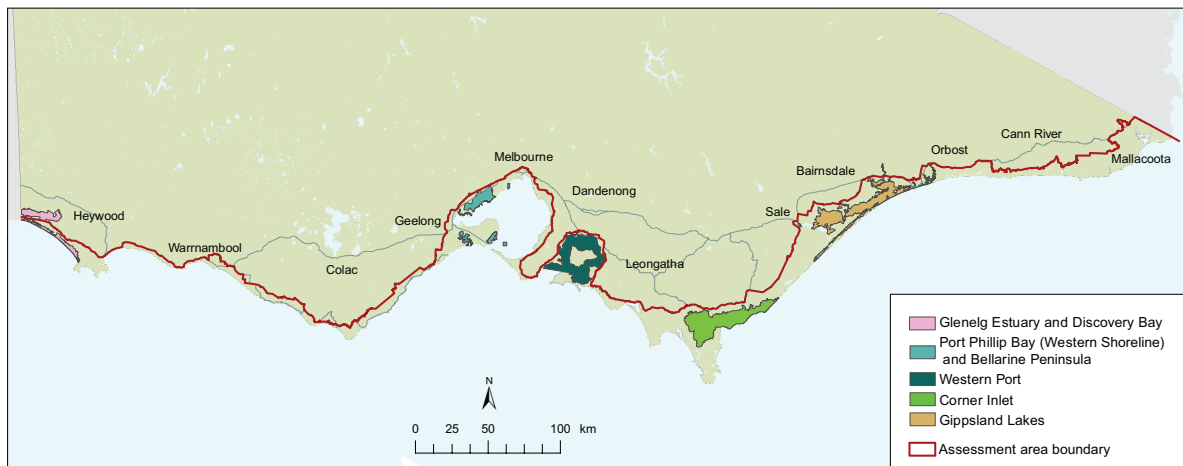 Cann River
Orbost
Mallacoota
Melbourne
Bairnsdale
Dandenong
Heywood
Geelong
Sale
Warrnambool
Colac
Leongatha
N
0 25 50 75 100 km
Glenelg Estuary and Discovery Bay
Port Phillip Bay (Western Shoreline)
and Bellarine Peninsula
Western Port
Corner Inlet
Gippsland Lakes
Assessment area boundary